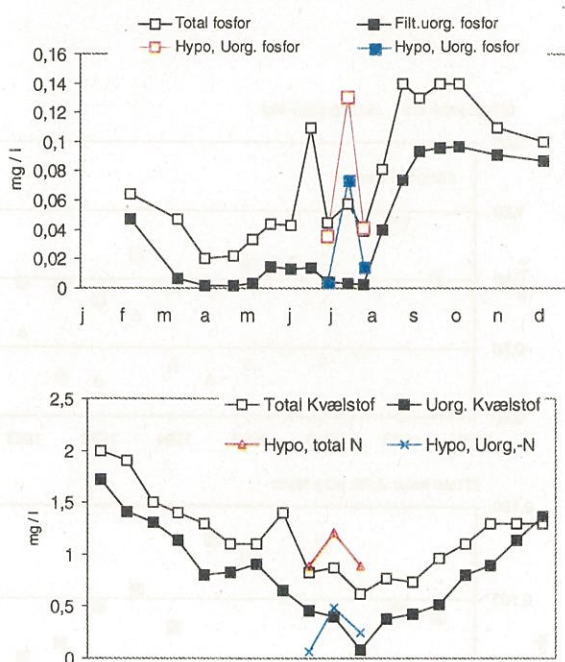 Total fosfor Filt.uorg. fosfor
Hypo, Uorg. fosfor Hypo, Uorg. fosfor
0,16
0,14
0,12
0,1
0,08
0,06
0,04
0,02
0
mg / l
j f m a m j j a s o n d
2,5
2
1,5
1
0,5
0
mg / l
Total Kvælstof Uorg. Kvælstof
Hypo, total N Hypo, Uorg,-N